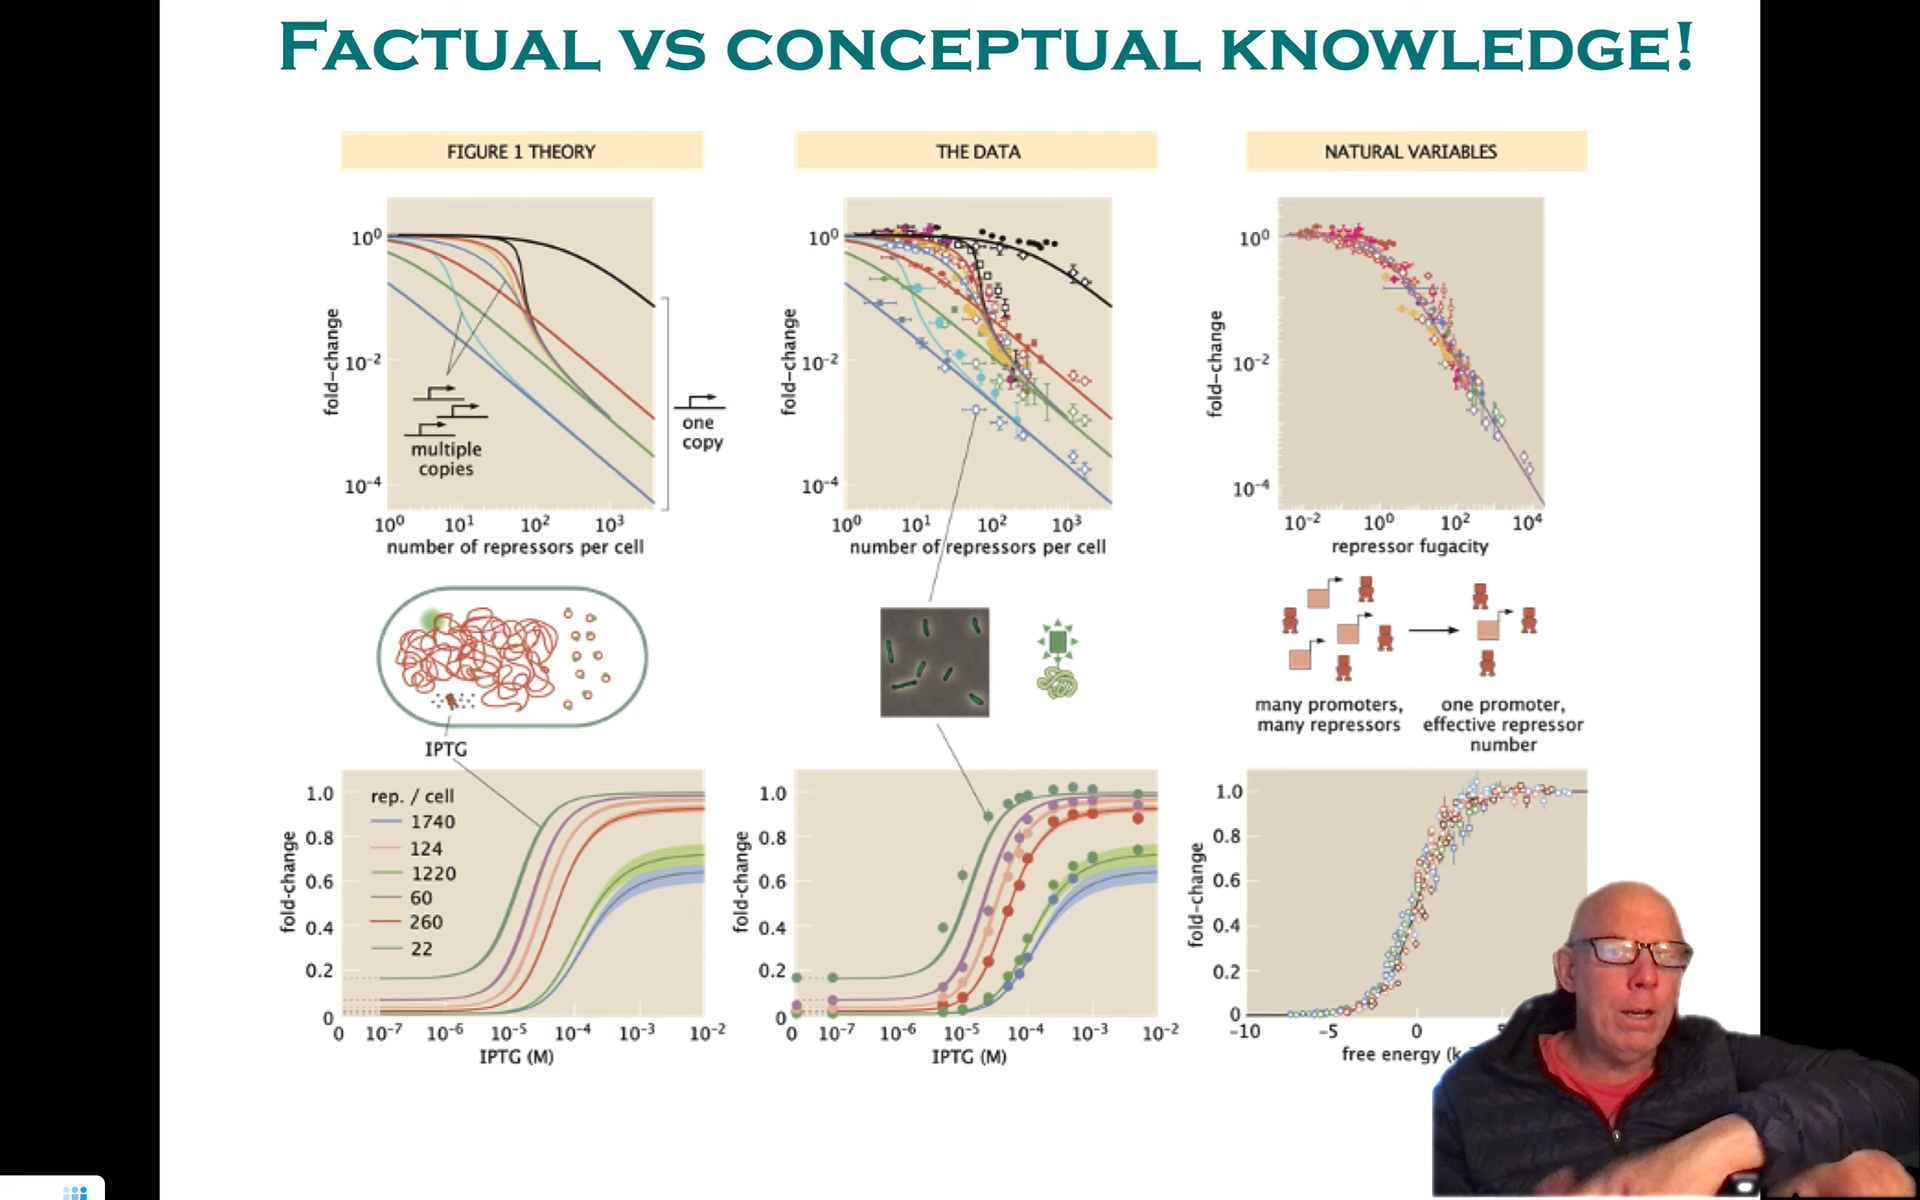 FACTUAL VS CONCEPTUAL KNOWLEDGE!
FIGURE 1 THEORY
THE DATA
NATURAL VARIABLES
fold-change
10⁰
10⁻²
10⁻⁴
multiple
copies
one
copy
10⁰ 10¹ 10² 10³
number of repressors per cell
fold-change
10⁰
10⁻²
10⁻⁴
10⁰ 10¹ 10² 10³
number of repressors per cell
fold-change
10⁰
10⁻²
10⁻⁴
10⁻² 10⁰ 10² 10⁴
repressor fugacity
IPTG
many promoters,
many repressors
one promoter,
effective repressor
number
fold-change
1.0
0.8
0.6
0.4
0.2
0
rep. / cell
1740
124
1220
60
260
22
0 10⁻⁷ 10⁻⁶ 10⁻⁵ 10⁻⁴ 10⁻³ 10⁻²
IPTG (M)
fold-change
1.0
0.8
0.6
0.4
0.2
0
0 10⁻⁷ 10⁻⁶ 10⁻⁵ 10⁻⁴ 10⁻³ 10⁻²
IPTG (M)
fold-change
1.0
0.8
0.6
0.4
0.2
0
-10 -5 0 5
free energy (k